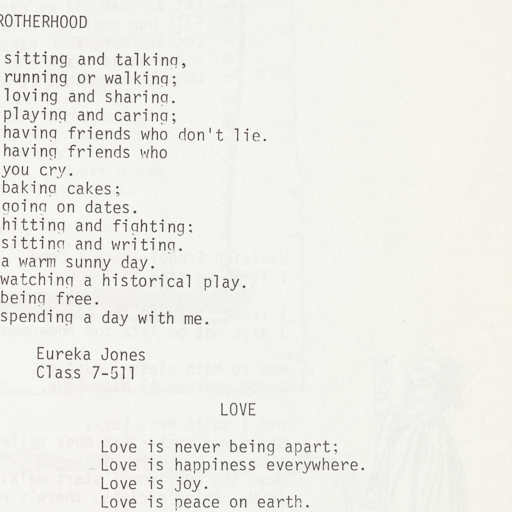 ROTHERHOOD
sitting and talking,
running or walking;
loving and sharing.
playing and caring;
having friends who don't lie.
having friends who
you cry.
baking cakes;
going on dates.
hitting and fighting;
sitting and writing.
a warm sunny day.
watching a historical play.
being free.
spending a day with me.
Eureka Jones
Class 7-511
LOVE
Love is never being apart;
Love is happiness everywhere.
Love is joy.
Love is peace on earth.